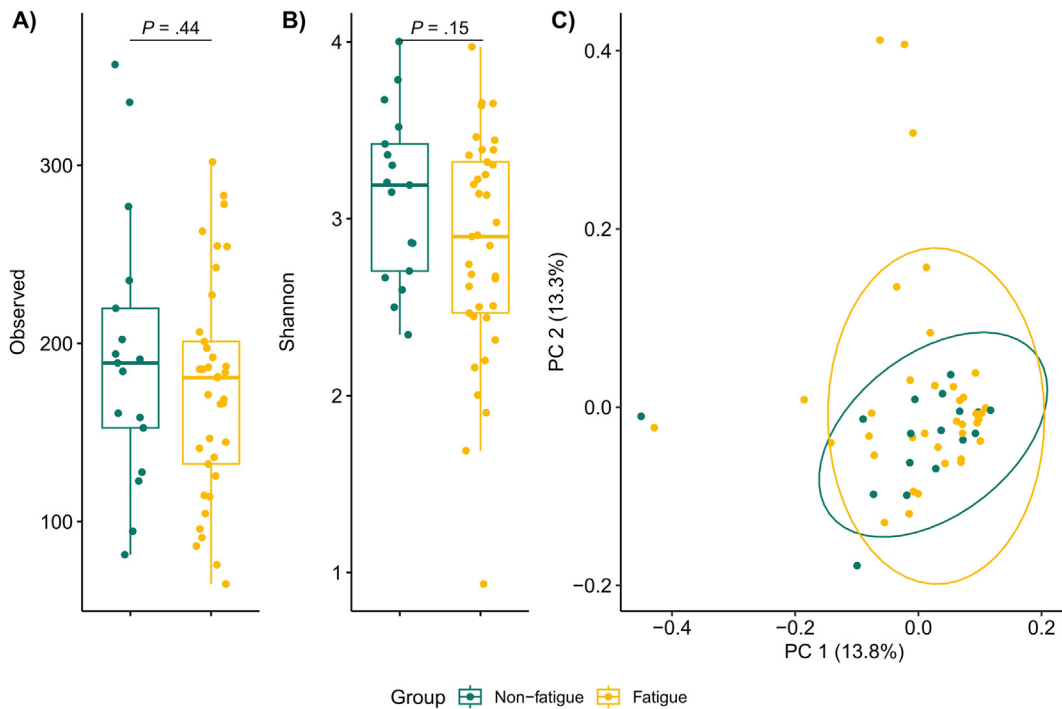 A)
P = .44
Observed
300
200
100
B)
P = .15
Shannon
4
3
2
1
C)
PC 2 (13.3%)
0.4
0.2
0.0
−0.2
−0.4
−0.2
0.0
0.2
PC 1 (13.8%)
Group Non−fatigue Fatigue